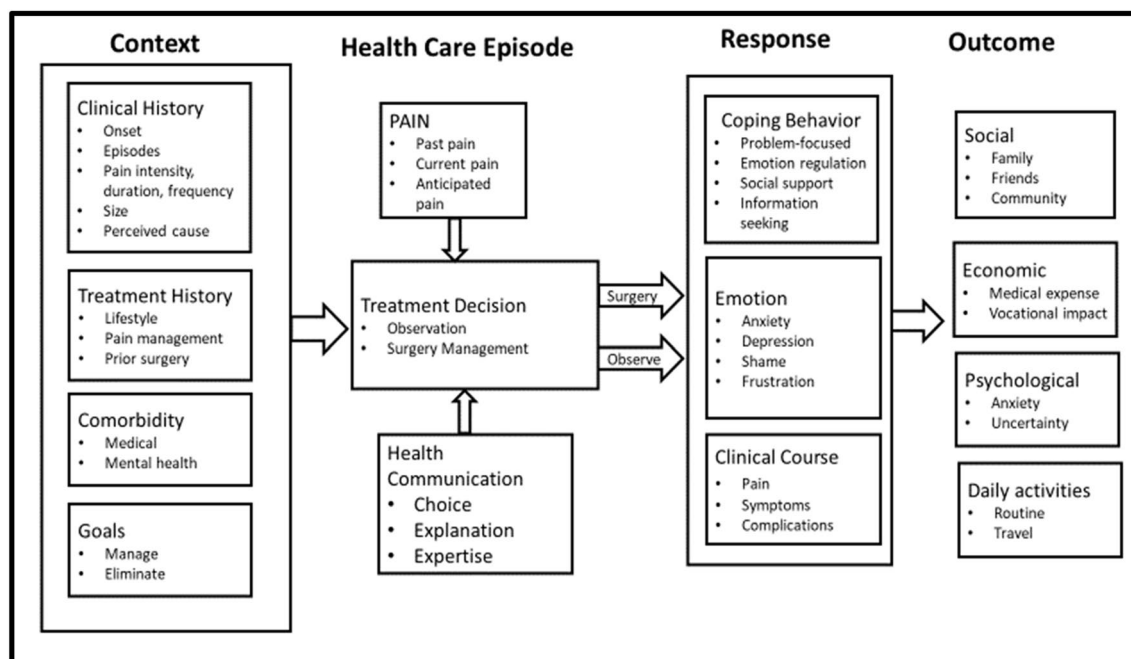 Context
Clinical History
• Onset
• Episodes
• Pain intensity,
duration, frequency
• Size
• Perceived cause
Treatment History
• Lifestyle
• Pain management
• Prior surgery
Comorbidity
• Medical
• Mental health
Goals
• Manage
• Eliminate
Health Care Episode
PAIN
• Past pain
• Current pain
• Anticipated
pain
Treatment Decision
• Observation
• Surgery Management
Health
Communication
• Choice
• Explanation
• Expertise
Surgery
Observe
Response
Coping Behavior
• Problem-focused
• Emotion regulation
• Social support
• Information
seeking
Emotion
• Anxiety
• Depression
• Shame
• Frustration
Clinical Course
• Pain
• Symptoms
• Complications
Outcome
Social
• Family
• Friends
• Community
Economic
• Medical expense
• Vocational impact
Psychological
• Anxiety
• Uncertainty
Daily activities
• Routine
• Travel